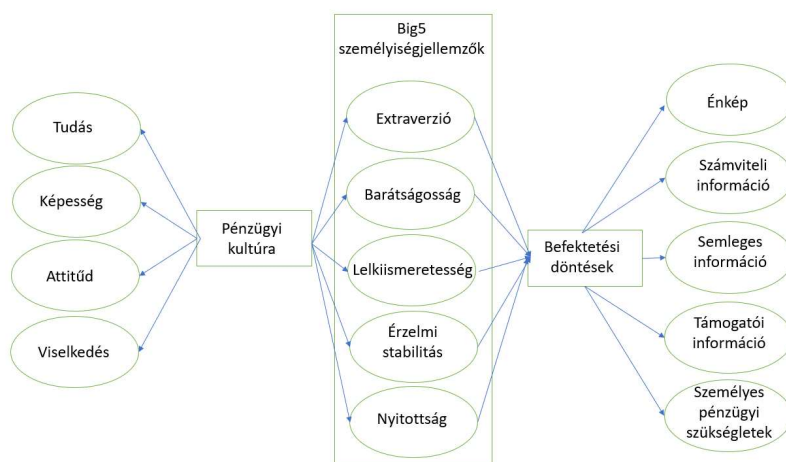 Big5
személyiségjellemzők
Tudás
Képesség
Attitűd
Viselkedés
Pénzügyi
kultúra
Extraverzió
Barátságosság
Lelkiismeretesség
Érzelmi
stabilitás
Nyitottság
Befektetési
döntések
Énkép
Számviteli
információ
Semleges
információ
Támogatói
információ
Személyes
pénzügyi
szükségletek